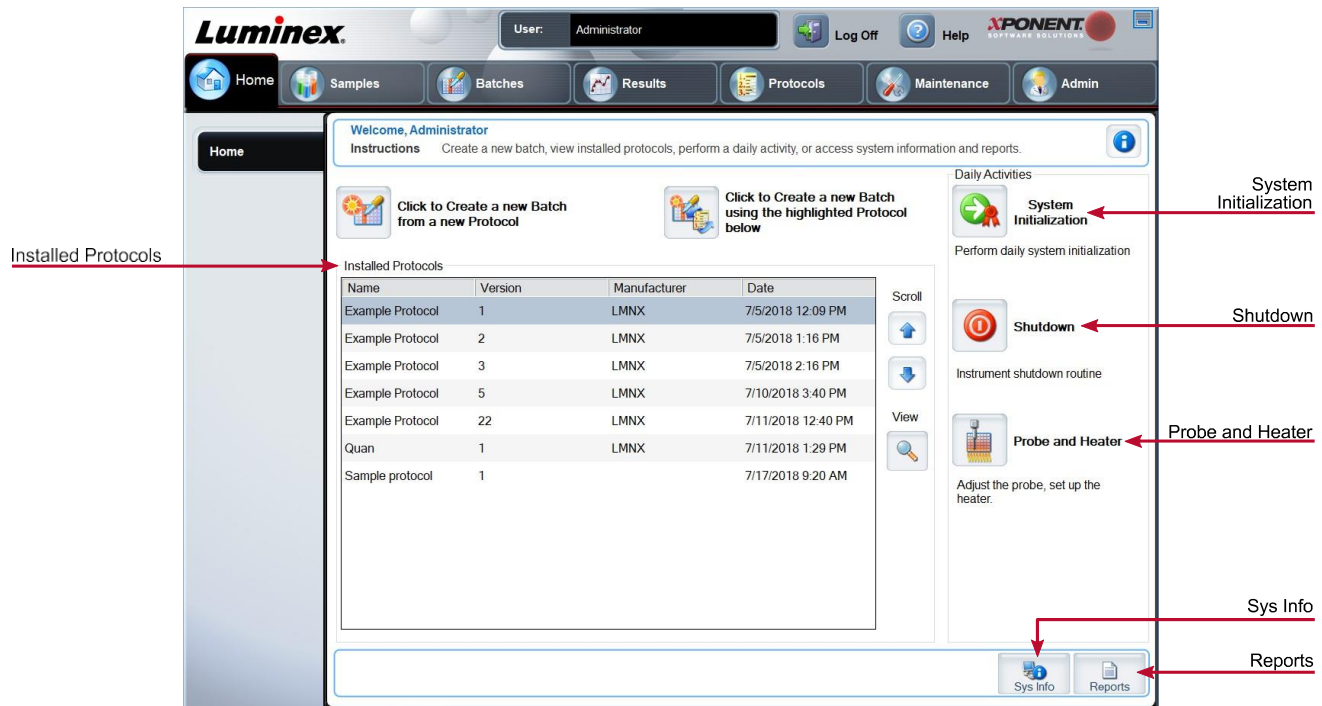 Luminex.
User:
Administrator
Log Off
Help
XPONENT.
SOFTWARE SOLUTIONS
Home
Samples
Batches
Results
Protocols
Maintenance
Admin
Home
Welcome, Administrator
Instructions Create a new batch, view installed protocols, perform a daily activity, or access system information and reports.
Click to Create a new Batch
from a new Protocol
Click to Create a new Batch
using the highlighted Protocol
below
Installed Protocols
Installed Protocols
Name Version Manufacturer Date
Example Protocol 1 LMNX 7/5/2018 12:09 PM
Example Protocol 2 LMNX 7/5/2018 1:16 PM
Example Protocol 3 LMNX 7/5/2018 2:16 PM
Example Protocol 5 LMNX 7/10/2018 3:40 PM
Example Protocol 22 LMNX 7/11/2018 12:40 PM
Quan 1 LMNX 7/11/2018 1:29 PM
Sample protocol 1 7/17/2018 9:20 AM
Scroll
View
Daily Activities
System
Initialization
Perform daily system initialization
Shutdown
Instrument shutdown routine
Probe and Heater
Adjust the probe, set up the
heater.
Sys Info
Reports
System
Initialization
Shutdown
Probe and Heater
Sys Info
Reports